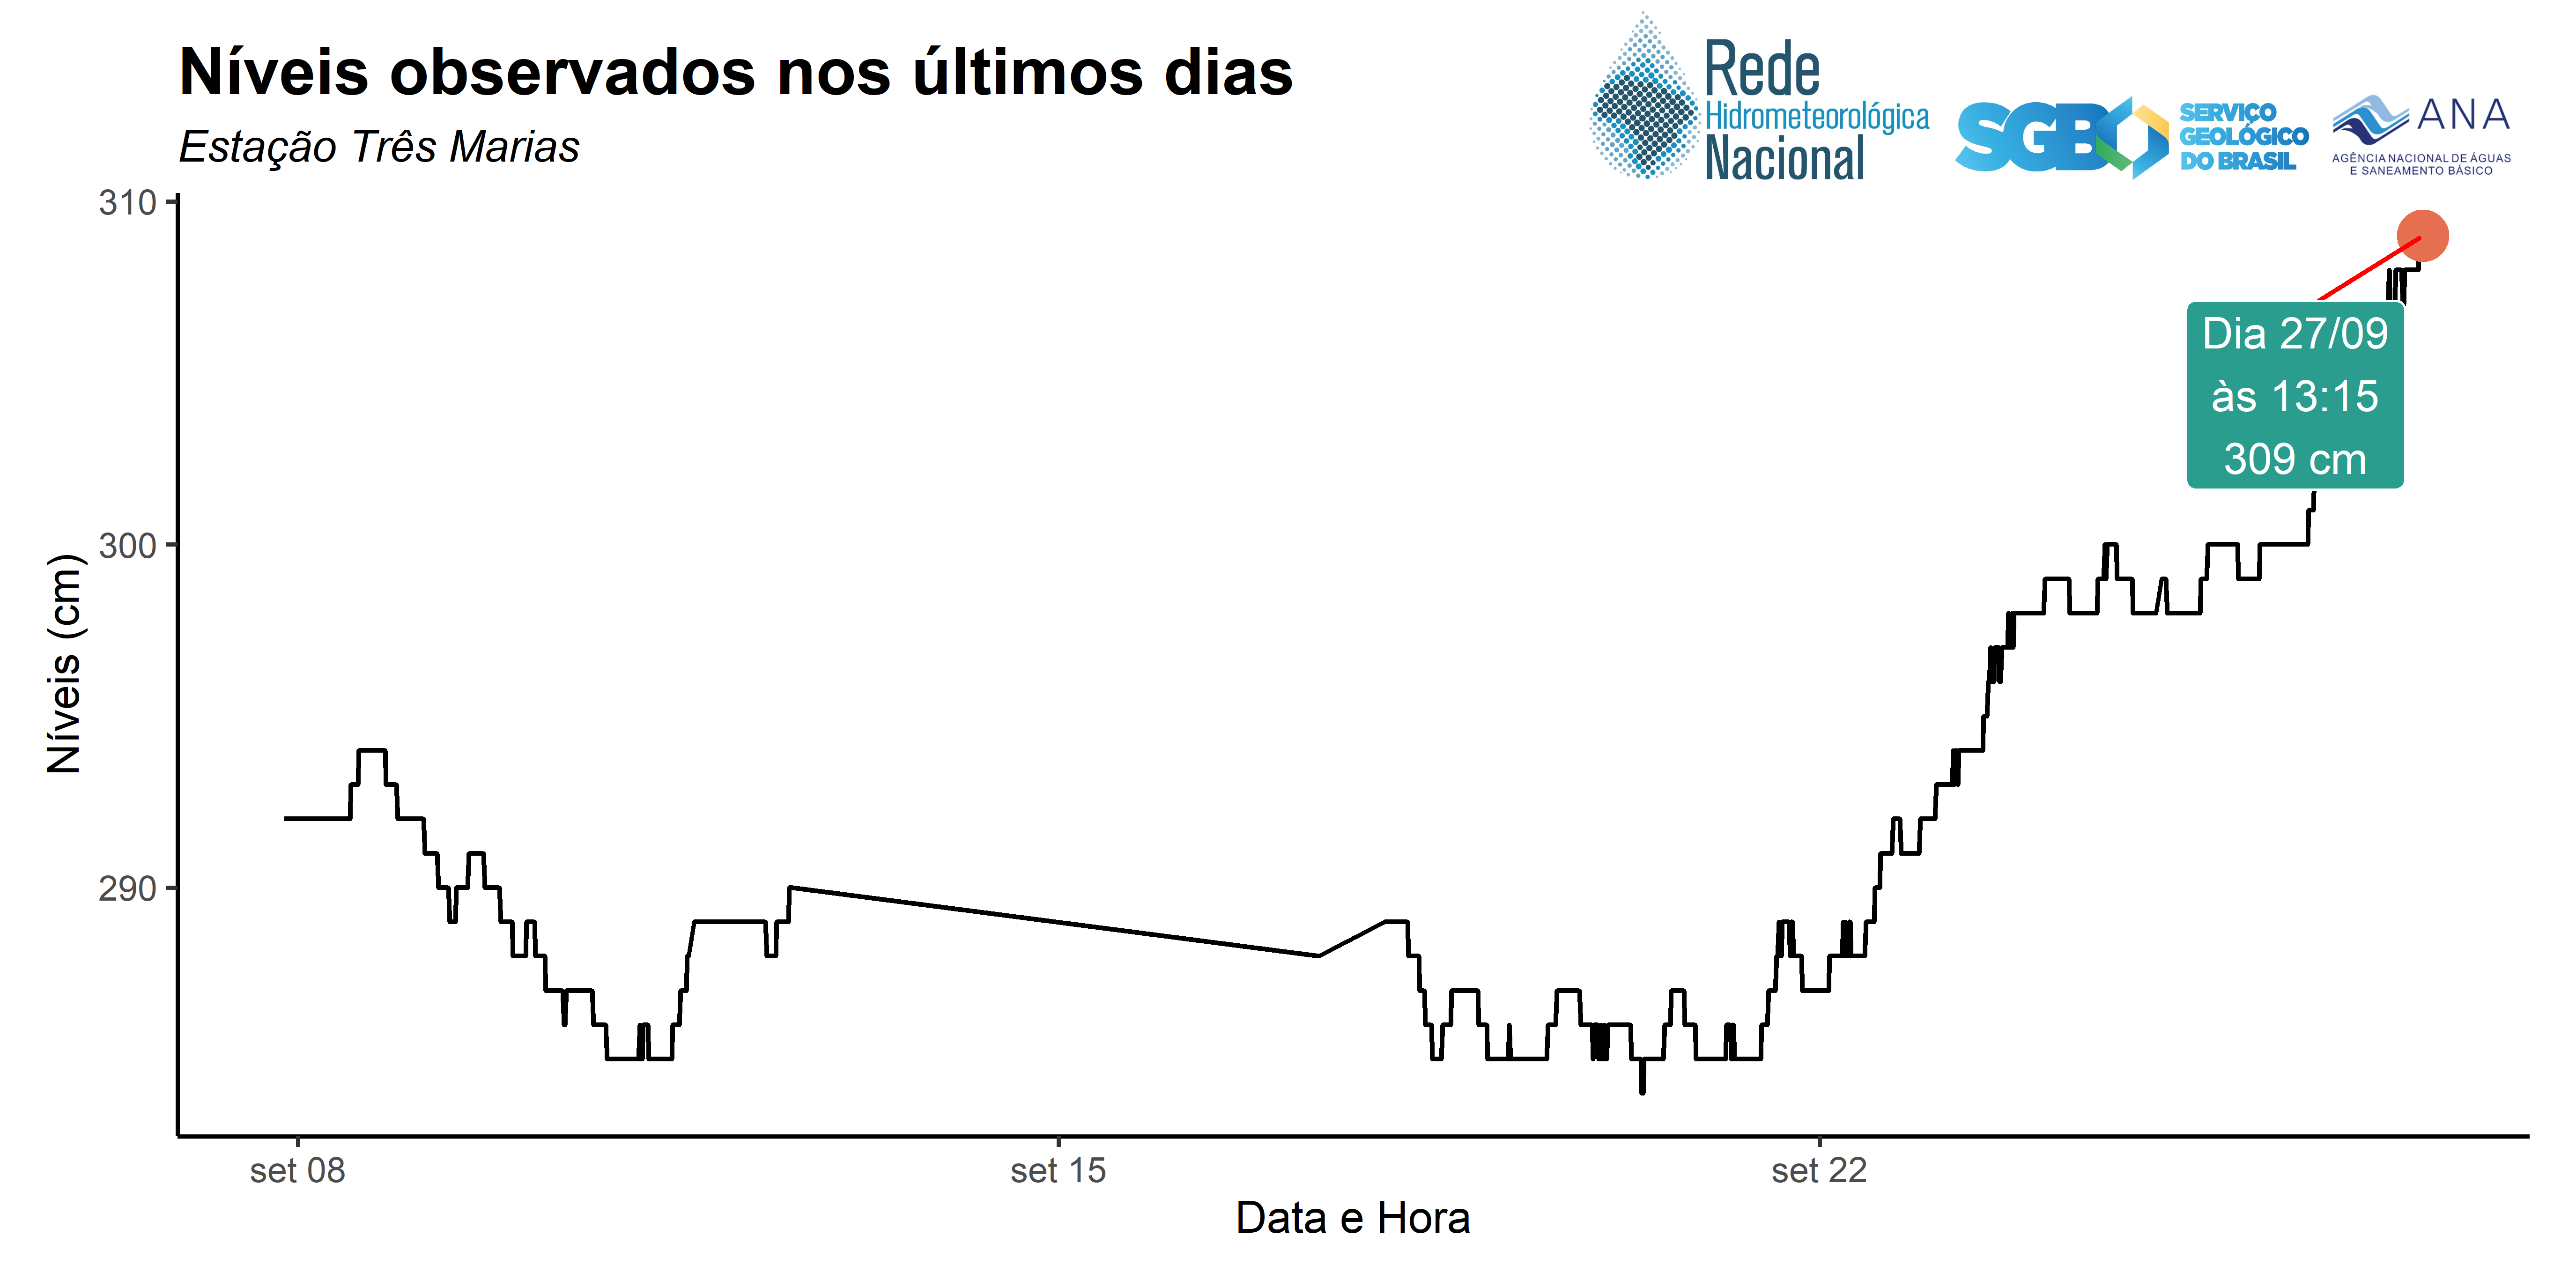 Níveis observados nos últimos dias
Estação Três Marias
Rede
Hidrometeorológica
Nacional
SGB
SERVIÇO
GEOLÓGICO
DO BRASIL
ANA
AGÊNCIA NACIONAL DE ÁGUAS
E SANEAMENTO BÁSICO
310
300
290
Níveis (cm)
Dia 27/09
às 13:15
309 cm
set 08
set 15
set 22
Data e Hora